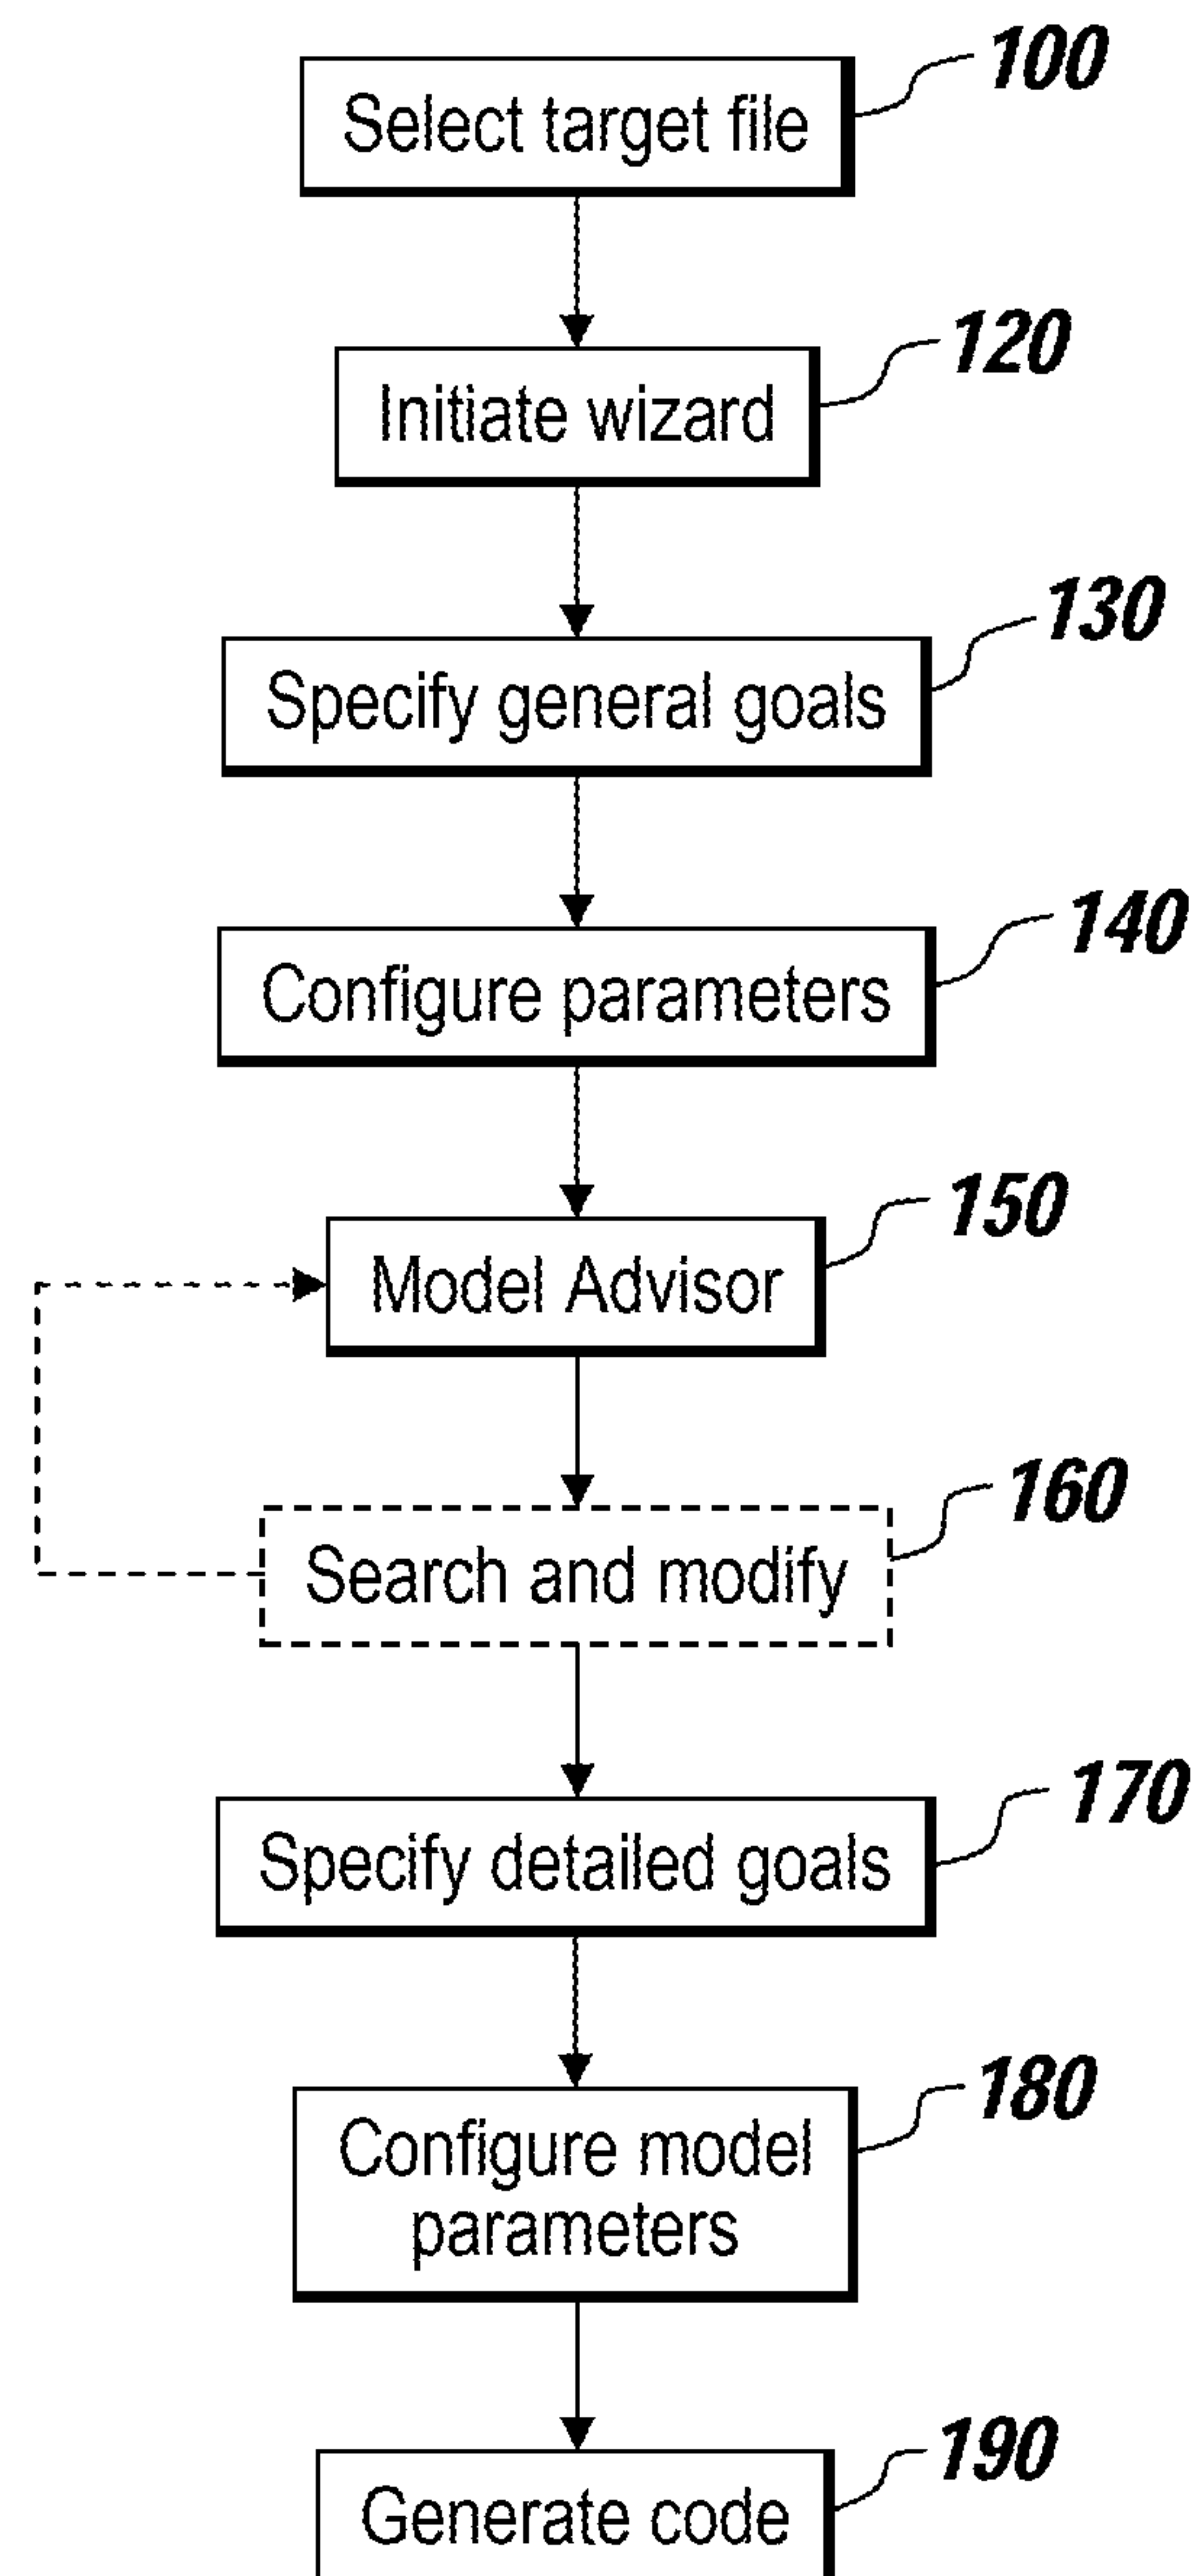 100
Select target file
120
Initiate wizard
130
Specify general goals
140
Configure parameters
150
Model Advisor
160
Search and modify
170
Specify detailed goals
180
Configure model
parameters
190
Generate code